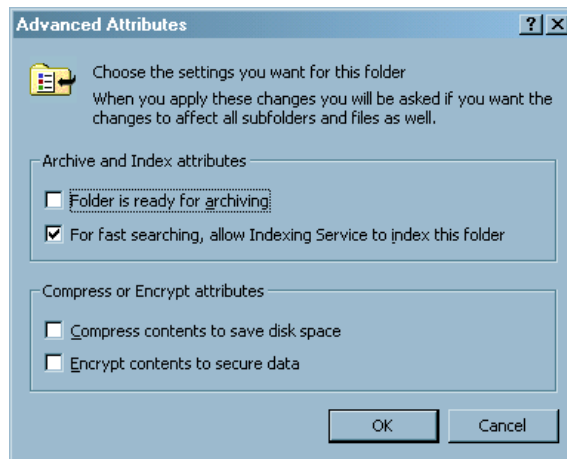 Advanced Attributes
Choose the settings you want for this folder
When you apply these changes you will be asked if you want the
changes to affect all subfolders and files as well.
Archive and Index attributes
Folder is ready for archiving
For fast searching, allow Indexing Service to index this folder
Compress or Encrypt attributes
Compress contents to save disk space
Encrypt contents to secure data
OK Cancel